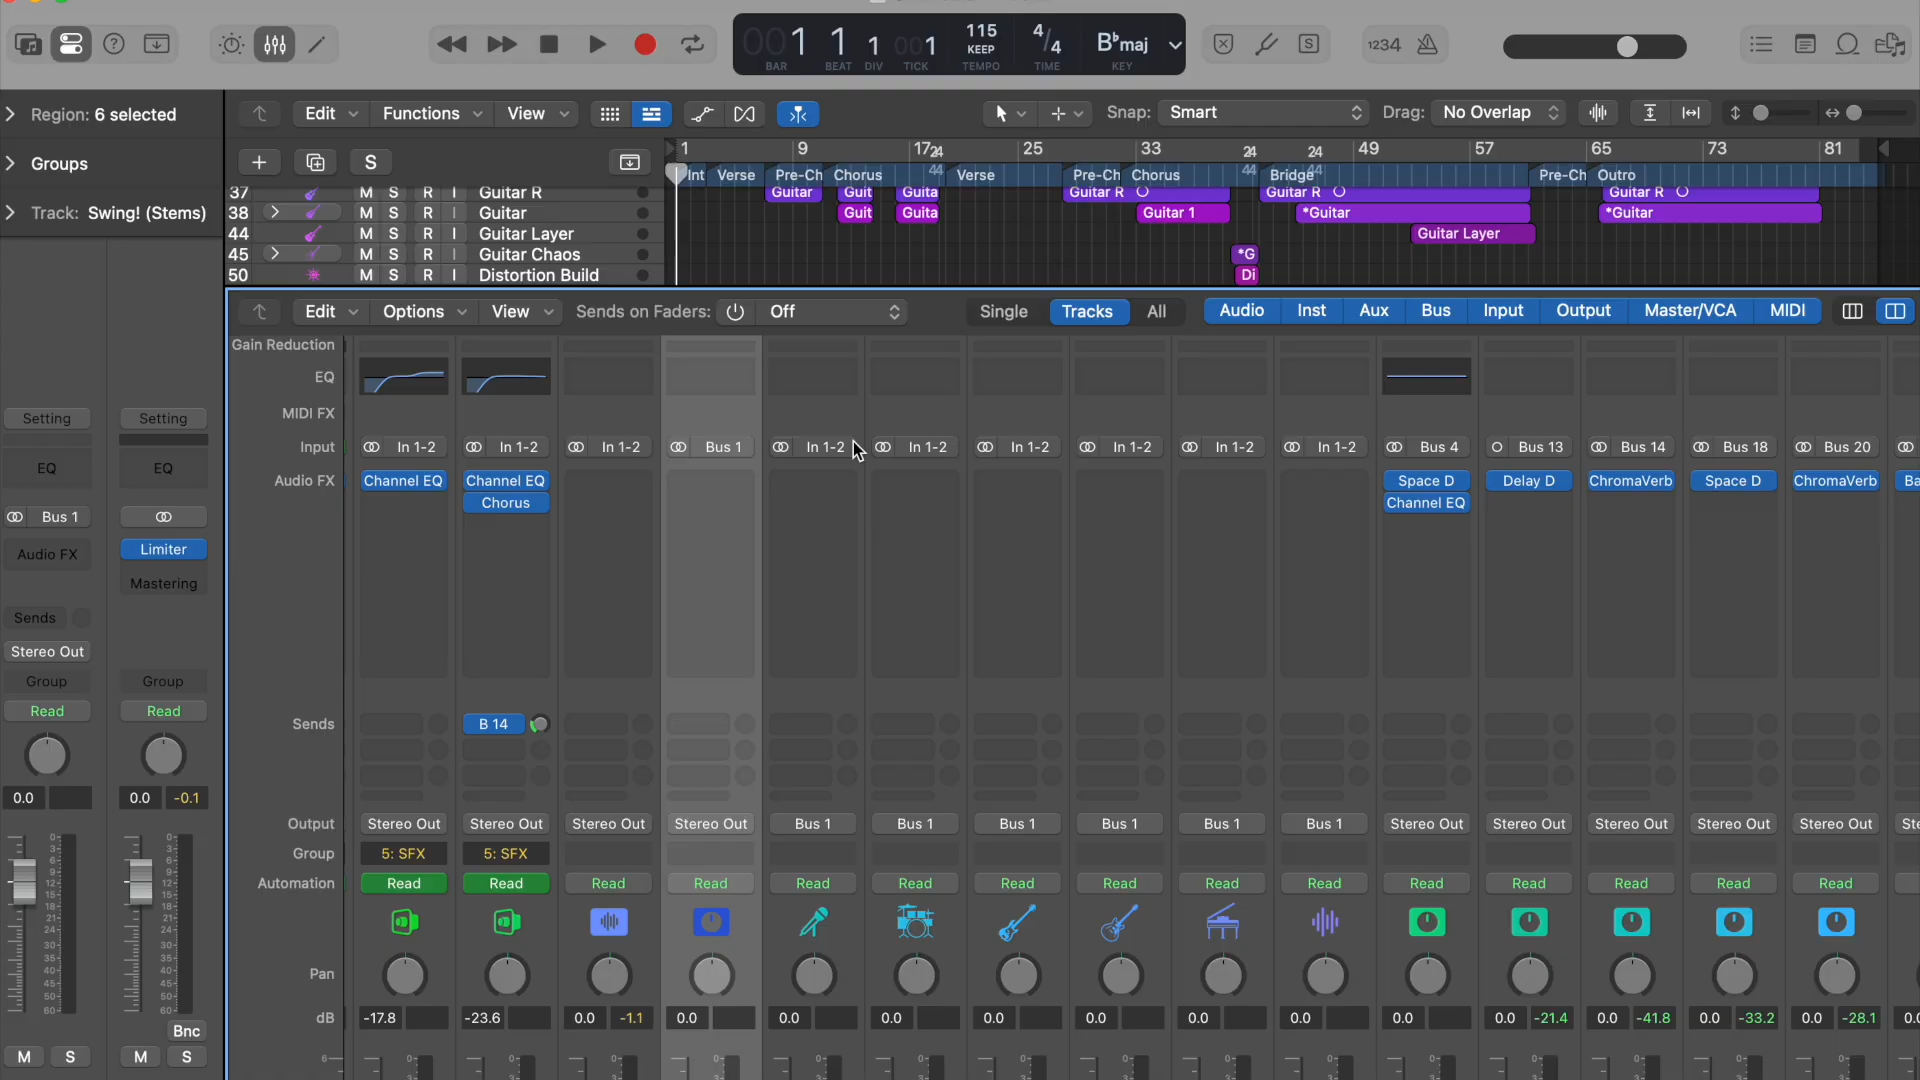 001 1 1 001 115 KEEP 4/4 B♭maj
BAR BEAT DIV TICK TEMPO TIME KEY
1234
Region: 6 selected
Edit Functions View Snap: Smart Drag: No Overlap
Groups
S
1 9 17 24 25 33 24 24 49 57 65 73 81
Int Verse Pre-Ch Chorus 44 Verse Pre-Ch Chorus 44 Bridge 44 Pre-Ch Outro
Track: Swing! (Stems)
37 M S R I Guitar R Guitar Guit Guita Guitar R Guitar R Guitar R
38 M S R I Guitar Guit Guita Guitar 1 *Guitar *Guitar
44 M S R I Guitar Layer Guitar Layer
45 M S R I Guitar Chaos *G
50 M S R I Distortion Build Di
Edit Options View Sends on Faders: Off Single Tracks All Audio Inst Aux Bus Input Output Master/VCA MIDI
Gain Reduction
EQ
MIDI FX
Input In 1-2 In 1-2 In 1-2 Bus 1 In 1-2 In 1-2 In 1-2 In 1-2 In 1-2 In 1-2 Bus 4 Bus 13 Bus 14 Bus 18 Bus 20
Audio FX Channel EQ Channel EQ Space D Delay D ChromaVerb Space D ChromaVerb Ba
Chorus Channel EQ
Sends B 14
Output Stereo Out Stereo Out Stereo Out Stereo Out Bus 1 Bus 1 Bus 1 Bus 1 Bus 1 Bus 1 Stereo Out Stereo Out Stereo Out Stereo Out Stereo Out Ste
Group 5: SFX 5: SFX
Automation Read Read Read Read Read Read Read Read Read Read Read Read Read Read Read
Pan
dB -17.8 -23.6 0.0 -1.1 0.0 0.0 0.0 0.0 0.0 0.0 0.0 0.0 0.0 -21.4 0.0 -41.8 0.0 -33.2 0.0 -28.1 0.0
Setting Setting
EQ EQ
Bus 1
Audio FX Limiter
Mastering
Sends
Stereo Out
Group Group
Read Read
0.0 0.0 -0.1
Bnc
M S M S